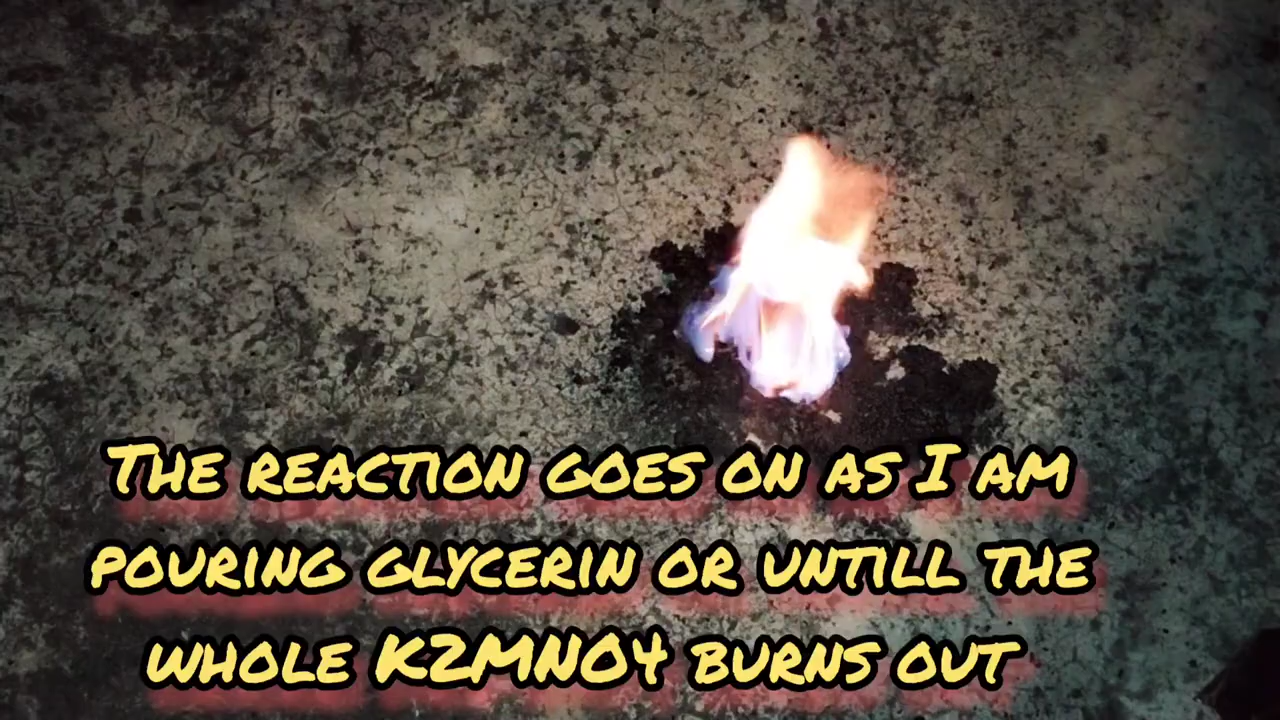 The reaction goes on as I am
pouring glycerin or untill the
whole K2MNO4 burns out